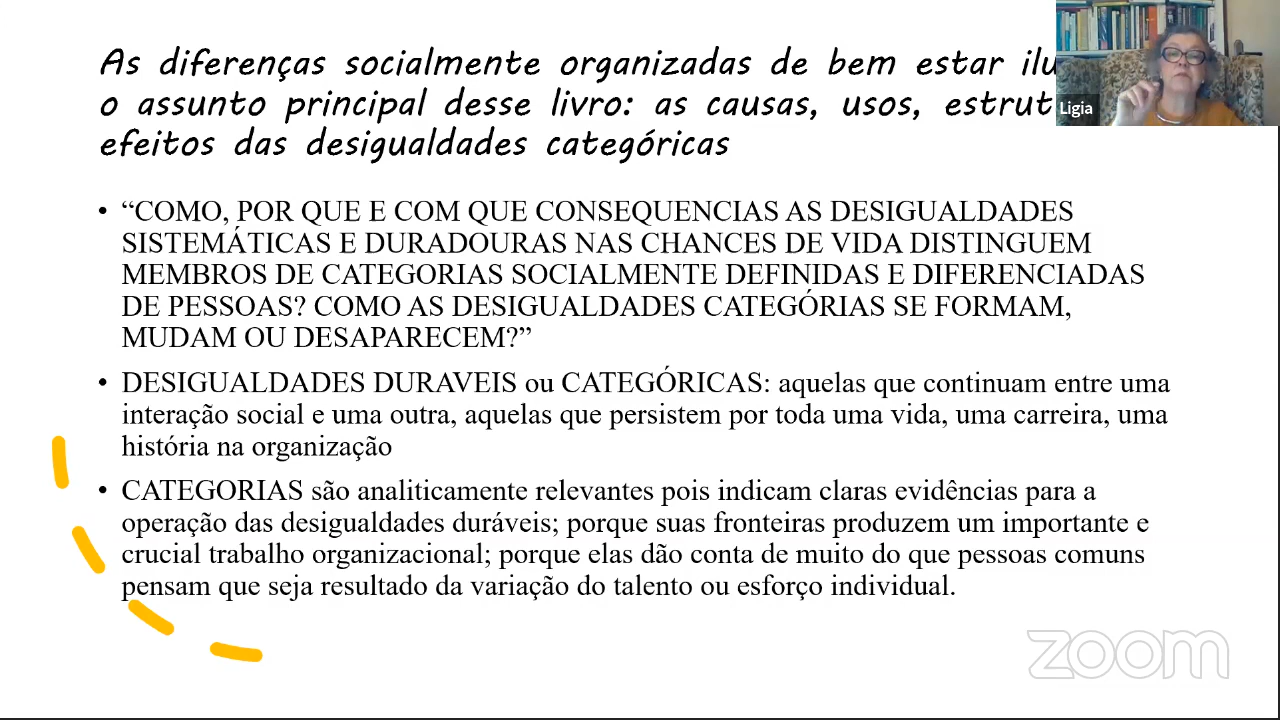 As diferenças socialmente organizadas de bem estar
o assunto principal desse livro: as causas, usos,
efeitos das desigualdades categóricas
Ligia
• “COMO, POR QUE E COM QUE CONSEQUENCIAS AS DESIGUALDADES
SISTEMÁTICAS E DURADOURAS NAS CHANCES DE VIDA DISTINGUEM
MEMBROS DE CATEGORIAS SOCIALMENTE DEFINIDAS E DIFERENCIADAS
DE PESSOAS? COMO AS DESIGUALDADES CATEGÓRIAS SE FORMAM,
MUDAM OU DESAPARECEM?”
• DESIGUALDADES DURAVEIS ou CATEGÓRICAS: aquelas que continuam entre uma
interação social e uma outra, aquelas que persistem por toda uma vida, uma carreira, uma
história na organização
• CATEGORIAS são analiticamente relevantes pois indicam claras evidências para a
operação das desigualdades duráveis; porque suas fronteiras produzem um importante e
crucial trabalho organizacional; porque elas dão conta de muito do que pessoas comuns
pensam que seja resultado da variação do talento ou esforço individual.
zoom